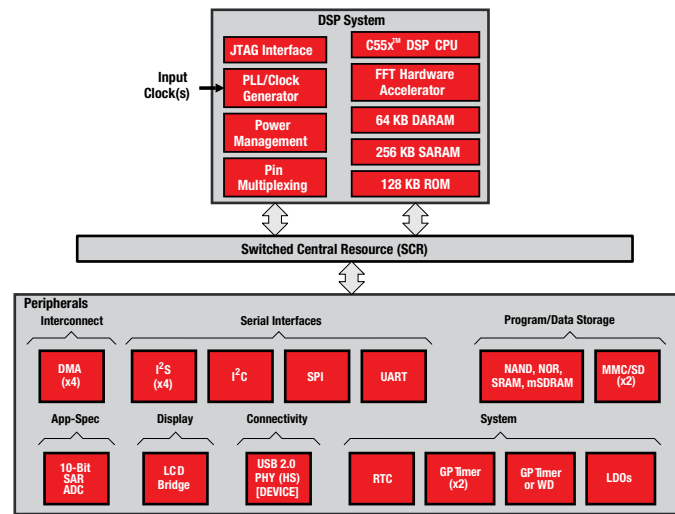 DSP System
JTAG Interface
C55x™ DSP CPU
Input
Clock(s)
PLL/Clock
Generator
FFT Hardware
Accelerator
Power
Management
64 KB DARAM
256 KB SARAM
Pin
Multiplexing
128 KB ROM
Switched Central Resource (SCR)
Peripherals
Interconnect
Serial Interfaces
Program/Data Storage
DMA
(x4)
I²S
(x4)
I²C
SPI
UART
NAND, NOR,
SRAM, mSDRAM
MMC/SD
(x2)
App-Spec
Display
Connectivity
System
10-Bit
SAR
ADC
LCD
Bridge
USB 2.0
PHY (HS)
[DEVICE]
RTC
GP Timer
(x2)
GP Timer
or WD
LDOs